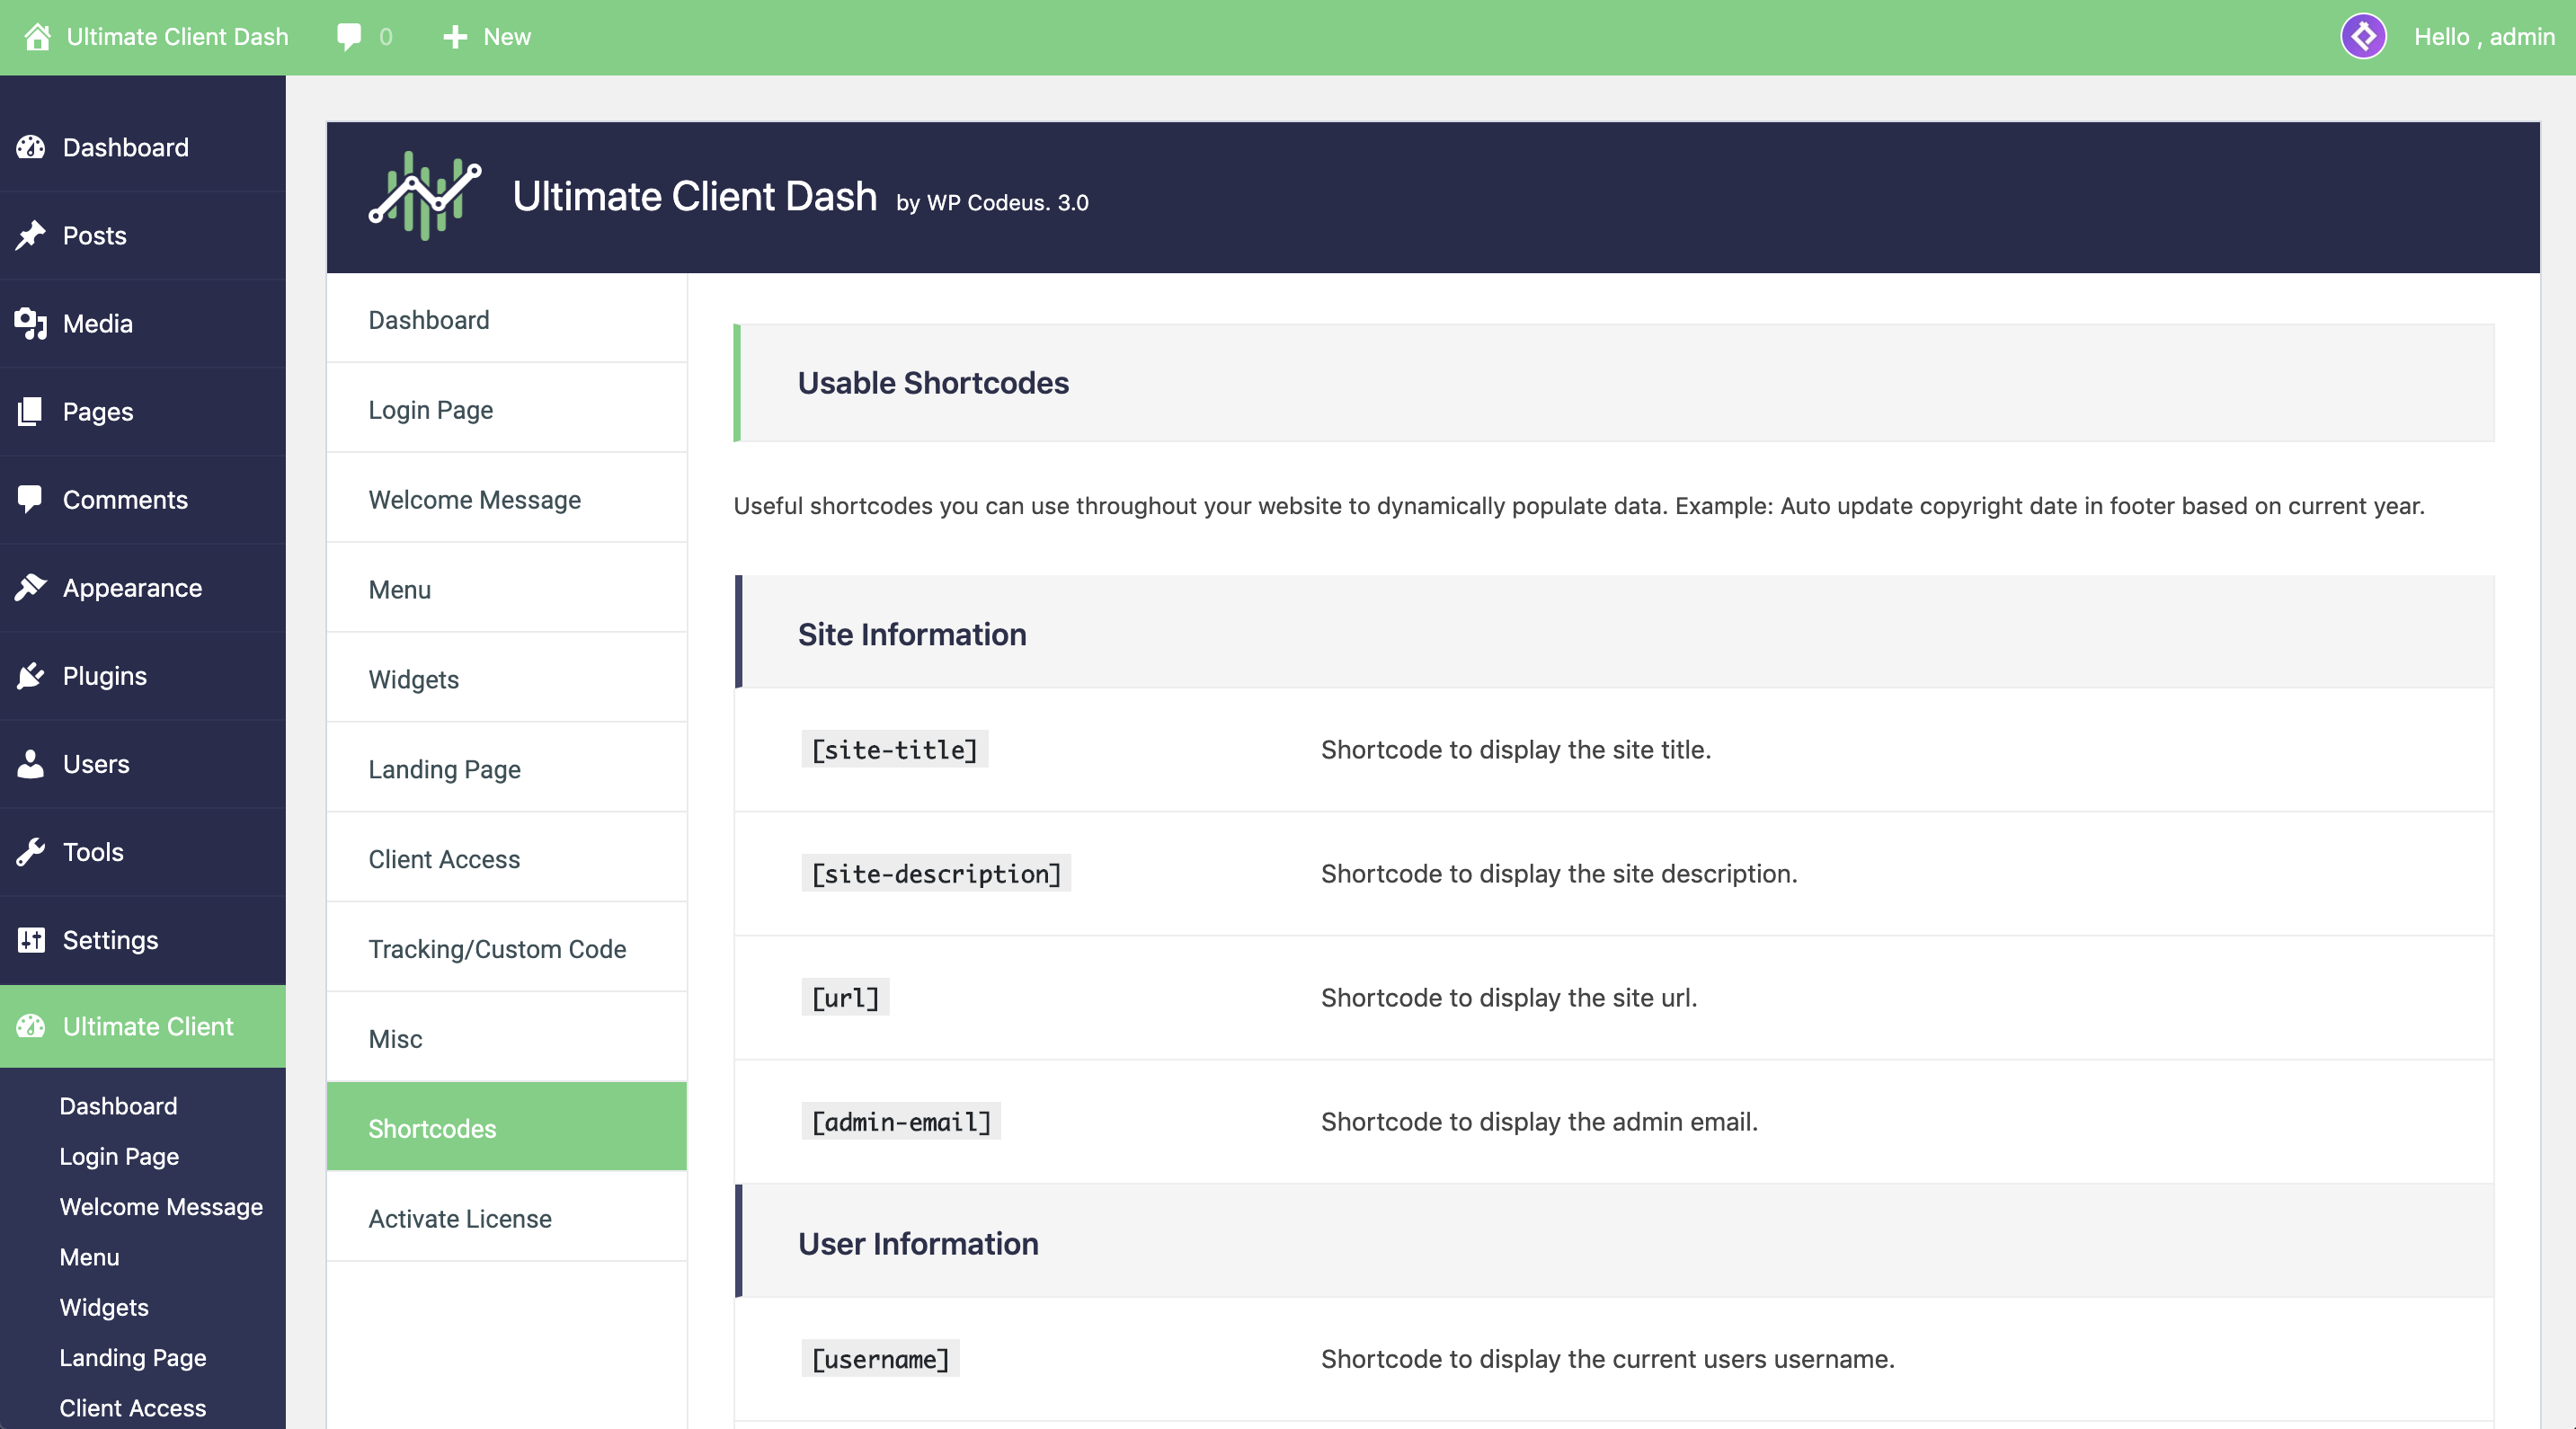 Ultimate Client Dash
0
New
Hello , admin
Dashboard
Posts
Media
Pages
Comments
Appearance
Plugins
Users
Tools
Settings
Ultimate Client
Dashboard
Login Page
Welcome Message
Menu
Widgets
Landing Page
Client Access
Ultimate Client Dash by WP Codeus. 3.0
Dashboard
Login Page
Welcome Message
Menu
Widgets
Landing Page
Client Access
Tracking/Custom Code
Misc
Shortcodes
Activate License
Usable Shortcodes
Useful shortcodes you can use throughout your website to dynamically populate data. Example: Auto update copyright date in footer based on current year.
Site Information
[site-title] Shortcode to display the site title.
[site-description] Shortcode to display the site description.
[url] Shortcode to display the site url.
[admin-email] Shortcode to display the admin email.
User Information
[username] Shortcode to display the current users username.